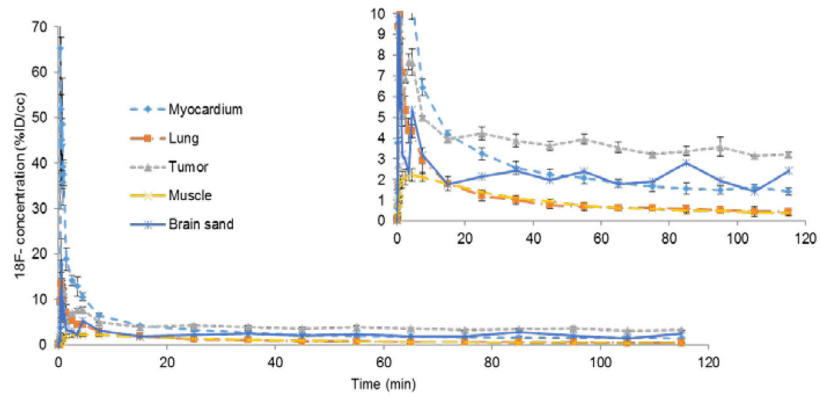 70
60
50
40
30
20
10
0
18F- concentration (%ID/cc)
Myocardium
Lung
Tumor
Muscle
Brain sand
10
9
8
7
6
5
4
3
2
1
0
0 20 40 60 80 100 120
0 20 40 60 80 100 120
Time (min)